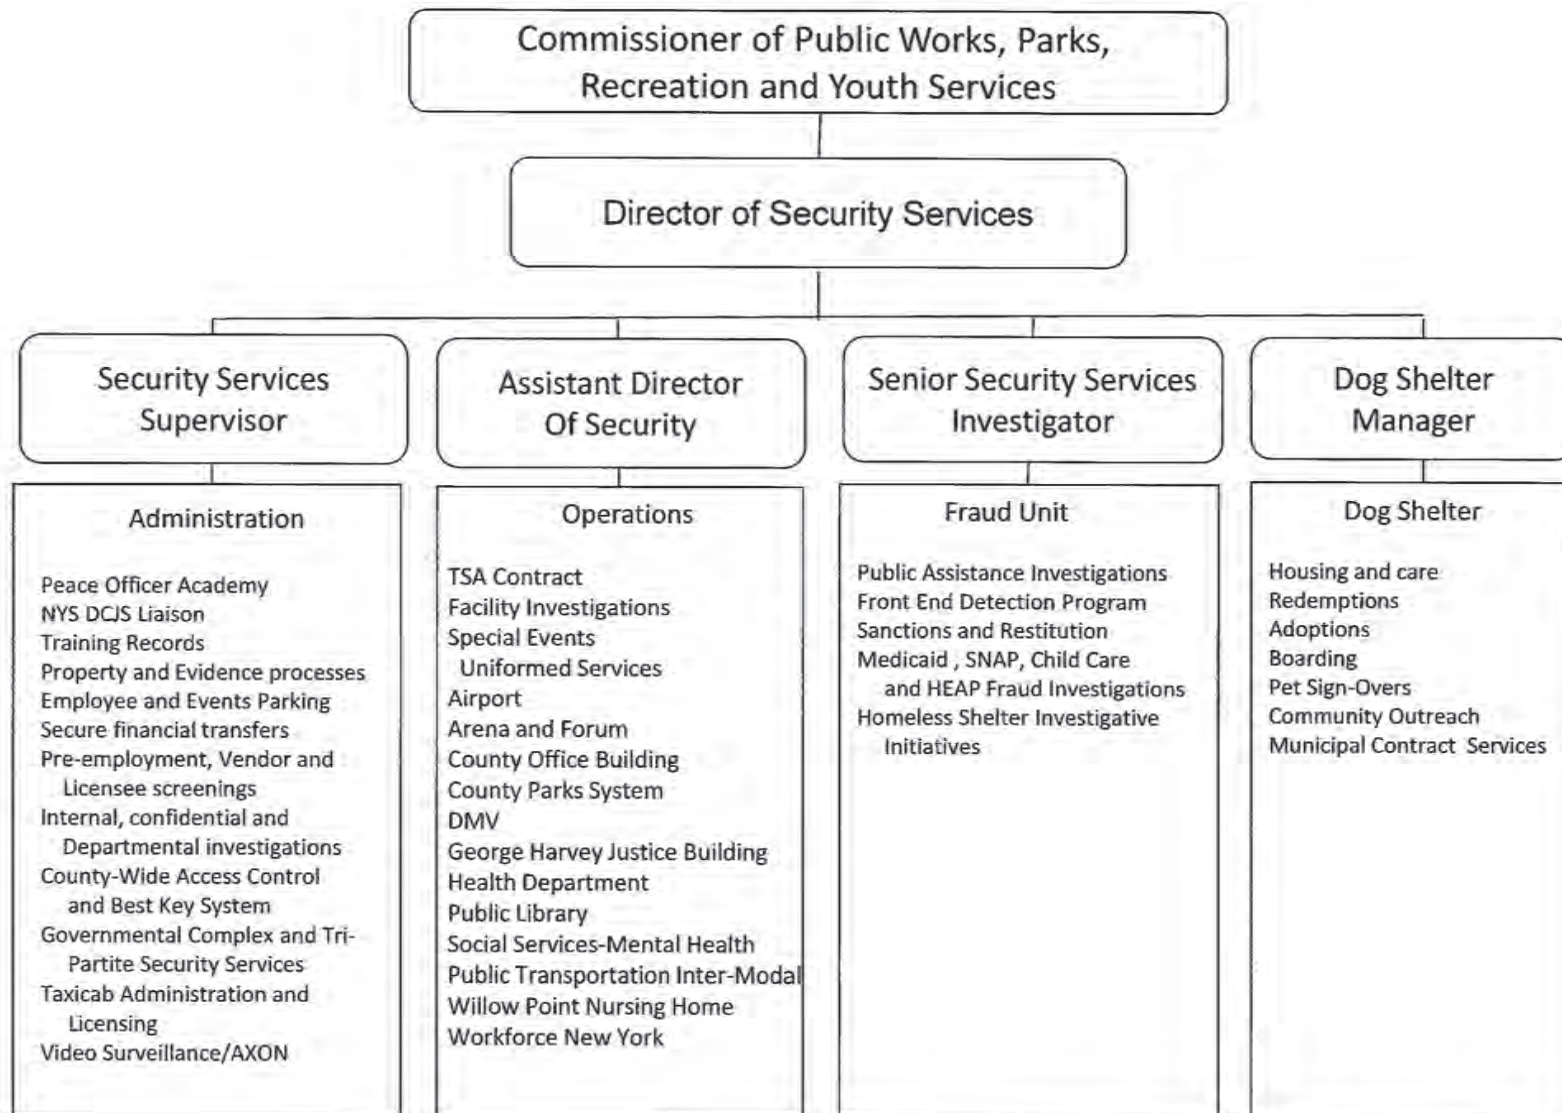 Commissioner of Public Works, Parks,
Recreation and Youth Services
Director of Security Services
Security Services
Supervisor
Assistant Director
Of Security
Senior Security Services
Investigator
Dog Shelter
Manager
Administration
Peace Officer Academy
NYS DCJS Liaison
Training Records
Property and Evidence processes
Employee and Events Parking
Secure financial transfers
Pre-employment, Vendor and
Licensee screenings
Internal, confidential and
Departmental investigations
County-Wide Access Control
and Best Key System
Governmental Complex and Tri-
Partite Security Services
Taxicab Administration and
Licensing
Video Surveillance/AXON
Operations
TSA Contract
Facility Investigations
Special Events
Uniformed Services
Airport
Arena and Forum
County Office Building
County Parks System
DMV
George Harvey Justice Building
Health Department
Public Library
Social Services-Mental Health
Public Transportation Inter-Modal
Willow Point Nursing Home
Workforce New York
Fraud Unit
Public Assistance Investigations
Front End Detection Program
Sanctions and Restitution
Medicaid , SNAP, Child Care
and HEAP Fraud Investigations
Homeless Shelter Investigative
Initiatives
Dog Shelter
Housing and care
Redemptions
Adoptions
Boarding
Pet Sign-Overs
Community Outreach
Municipal Contract Services